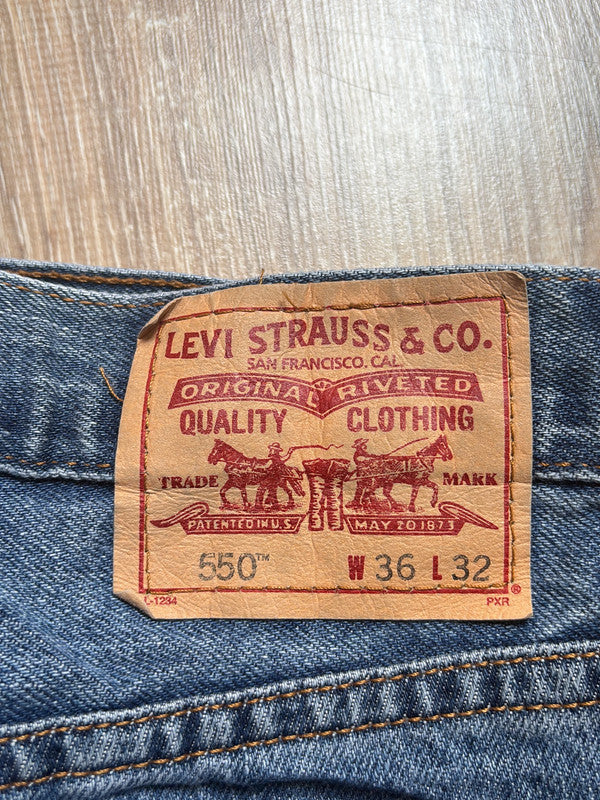 LEVI STRAUSS & CO.
SAN FRANCISCO. CAL.
ORIGINAL RIVETED
QUALITY CLOTHING
TRADE MARK
PATENTED IN U.S. MAY 20 1873
550™ W 36 L 32
L-1284 PXR ®